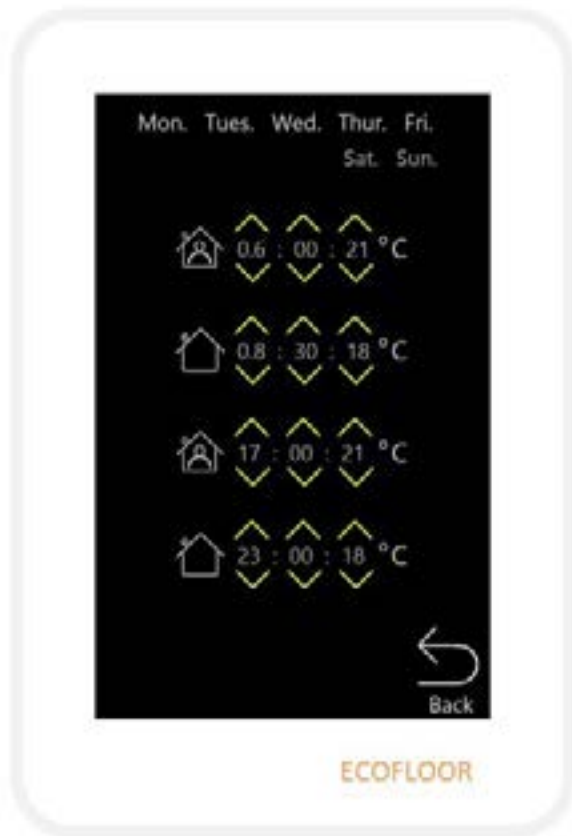 Mon. Tues. Wed. Thur. Fri.
Sat. Sun.
0.6 : 00 : 21 °C
0.8 : 30 : 18 °C
17 : 00 : 21 °C
23 : 00 : 18 °C
Back
ECOFLOOR